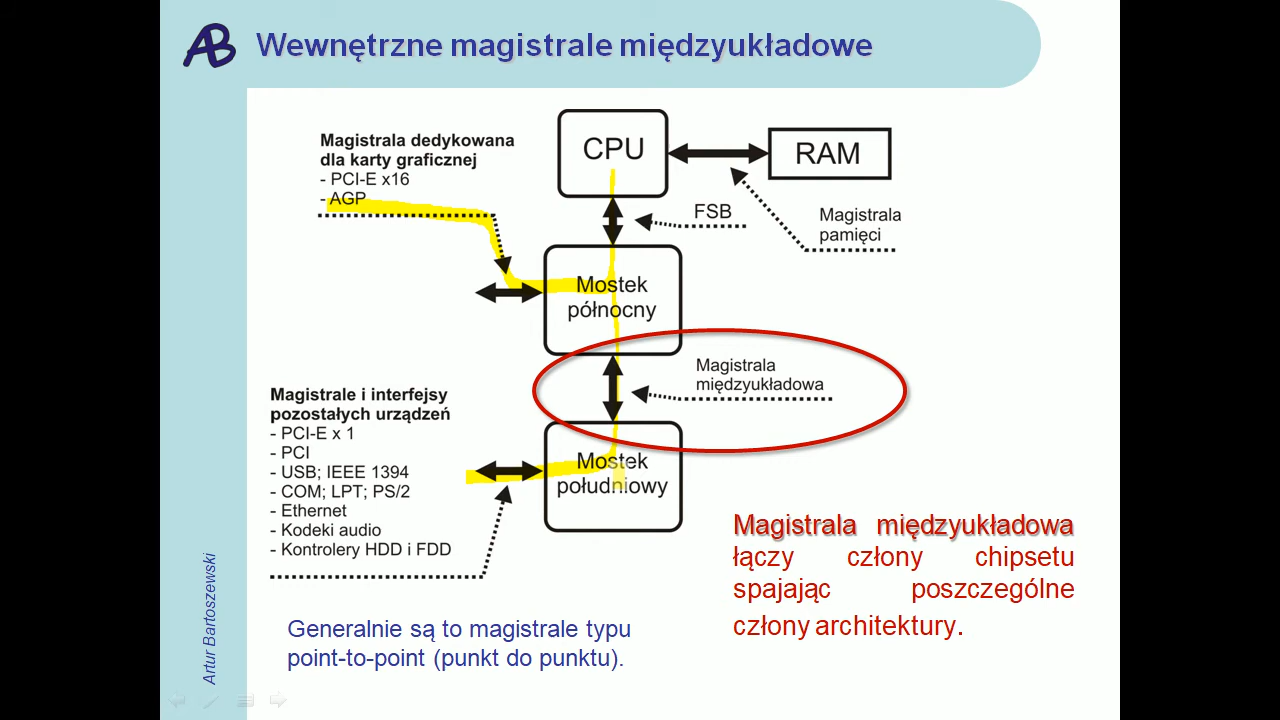 AB
Wewnętrzne magistrale międzyukładowe
Magistrala dedykowana
dla karty graficznej
- PCI-E x16
- AGP
CPU
RAM
FSB
Magistrala
pamięci
Mostek
północny
Magistrala
międzyukładowa
Magistrale i interfejsy
pozostałych urządzeń
- PCI-E x 1
- PCI
- USB; IEEE 1394
- COM; LPT; PS/2
- Ethernet
- Kodeki audio
- Kontrolery HDD i FDD
Mostek
południowy
Magistrala międzyukładowa
łączy człony chipsetu
spajając poszczególne
człony architektury.
Generalnie są to magistrale typu
point-to-point (punkt do punktu).
Artur Bartoszewski